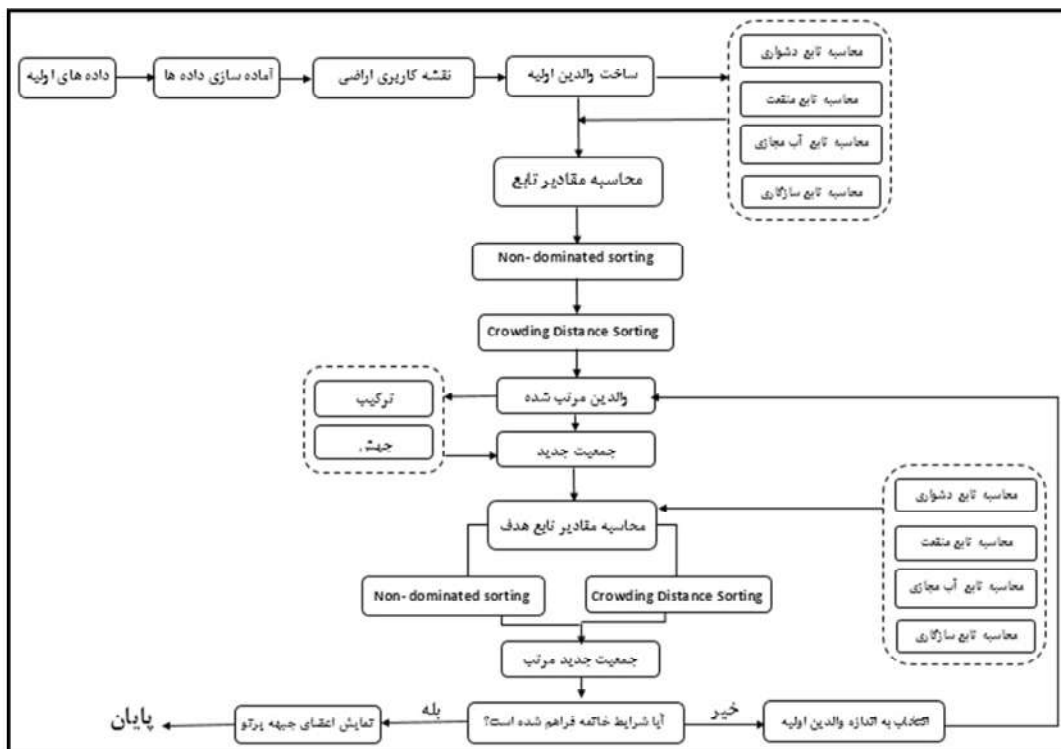 داده های اولیه
آماده سازی داده ها
نقشه کاربری اراضی
ساخت والدین اولیه
محاسبه تابع دشواری
محاسبه تابع منفعت
محاسبه تابع آب مجازی
محاسبه تابع سازگاری
محاسبه مقادیر تابع
Non- dominated sorting
Crowding Distance Sorting
والدین مرتب شده
ترکیب
جهش
جمعیت جدید
محاسبه مقادیر تابع هدف
محاسبه تابع دشواری
محاسبه تابع منفعت
محاسبه تابع آب مجازی
محاسبه تابع سازگاری
Non-dominated sorting
Crowding Distance Sorting
جمعیت جدید مرتب
آیا شرایط خاتمه فراهم شده است؟
خیر
انتخاب به اندازه والدین اولیه
بله
نمایش اعضای جبهه پرتو
پایان